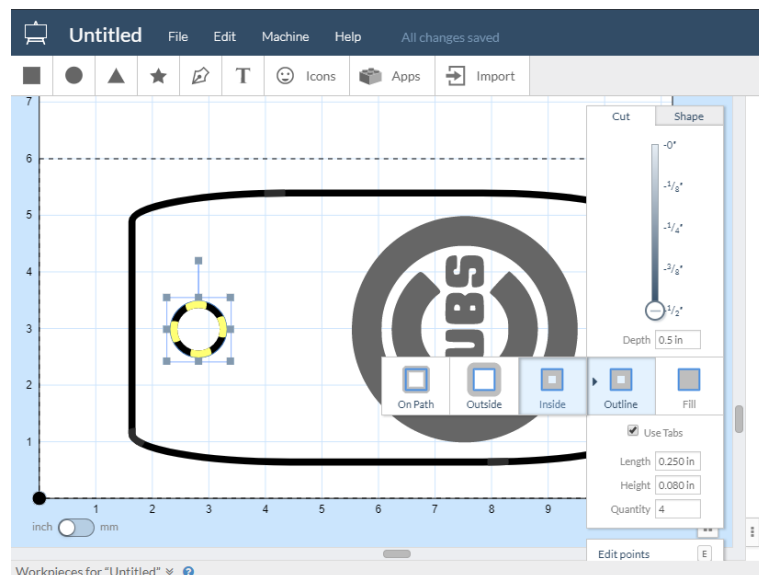 Untitled File Edit Machine Help All changes saved
T Icons Apps Import
7
6
5
4
3
2
1
1 2 3 4 5 6 7 8 9
UBS
Cut Shape
-0"
-1/8"
-1/4"
-3/8"
1/2"
Depth 0.5 in
On Path Outside Inside Outline Fill
Use Tabs
Length 0.250 in
Height 0.080 in
Quantity 4
inch mm
Edit points E
Workpieces for "Untitled" ?